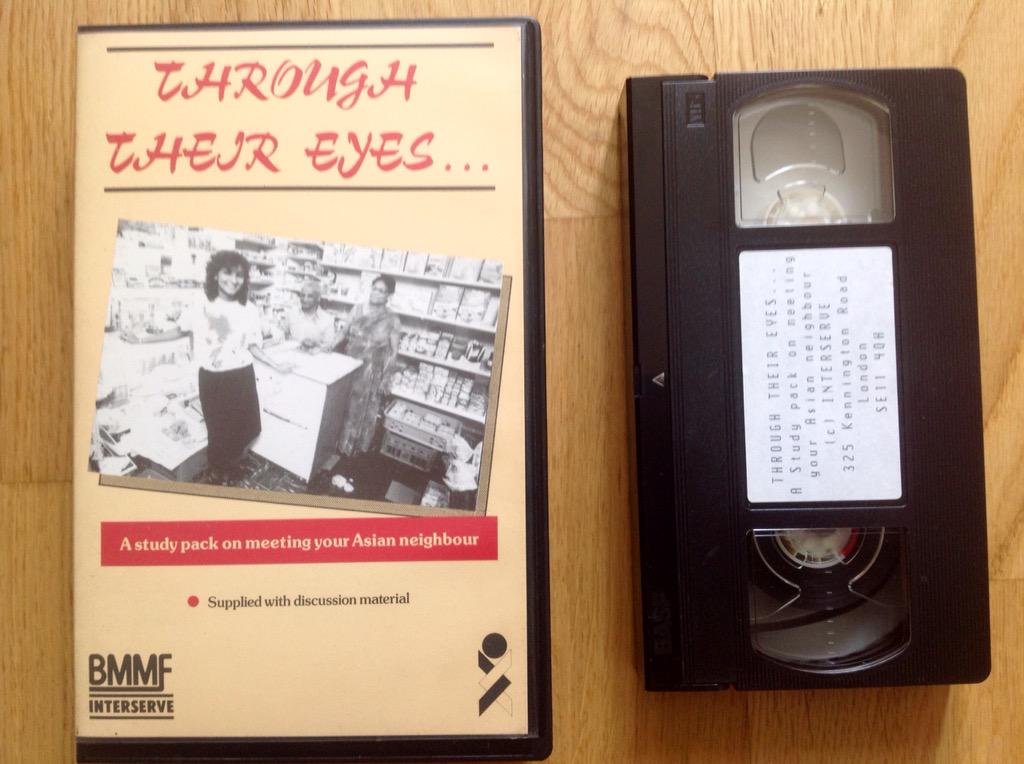 THROUGH
THEIR EYES...
A study pack on meeting your Asian neighbour
Supplied with discussion material
BMMF
INTERSERVE
THROUGH THEIR EYES...
A Study pack on meeting
your Asian neighbour
(c) INTERSERVE
325 Kennington Road
London
SE11 4QH
BASF